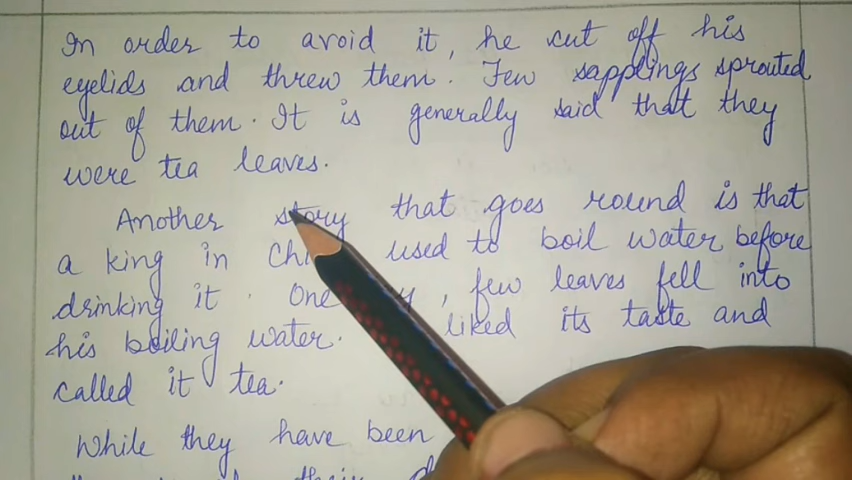 In order to avoid it, he cut off his
eyelids and threw them. Few sapplings sprouted
out of them. It is generally said that they
were tea leaves.
Another story that goes round is that
a king in used to boil water before
drinking it. One , few leaves fell into
his boiling water. liked its taste and
called it tea.
While they have been